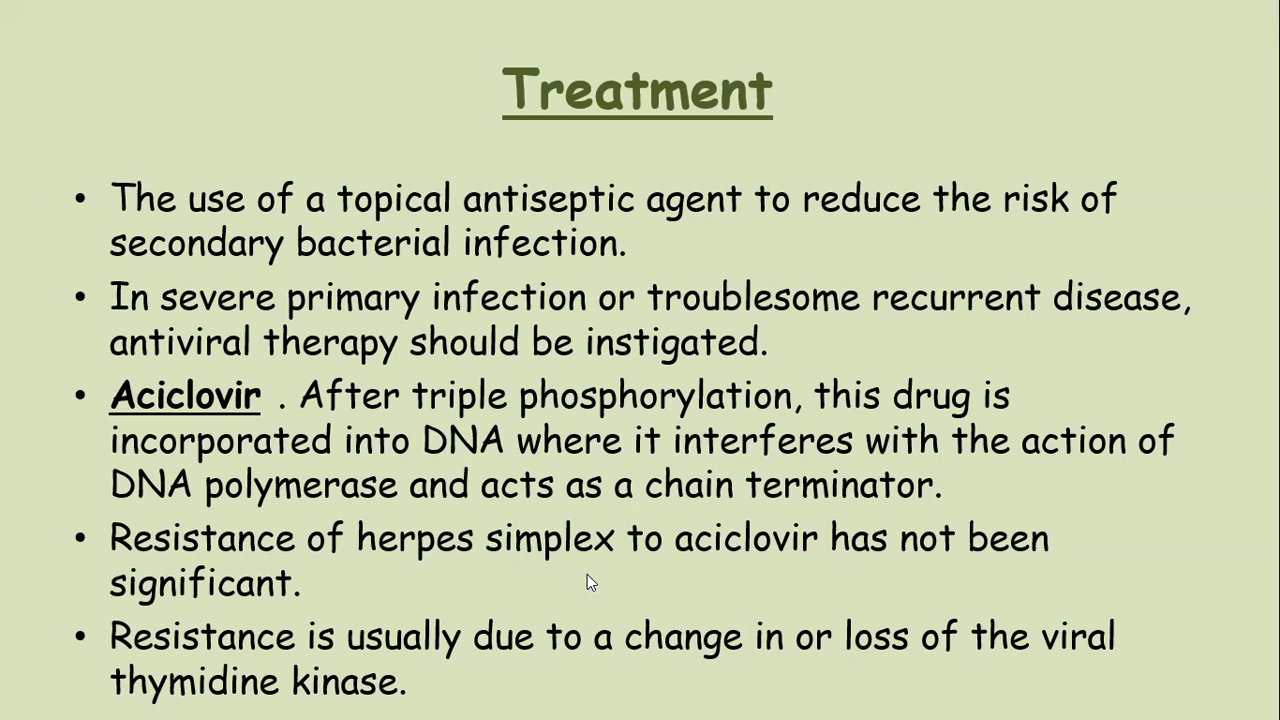 Treatment
• The use of a topical antiseptic agent to reduce the risk of
secondary bacterial infection.
• In severe primary infection or troublesome recurrent disease,
antiviral therapy should be instigated.
• Aciclovir . After triple phosphorylation, this drug is
incorporated into DNA where it interferes with the action of
DNA polymerase and acts as a chain terminator.
• Resistance of herpes simplex to aciclovir has not been
significant.
• Resistance is usually due to a change in or loss of the viral
thymidine kinase.